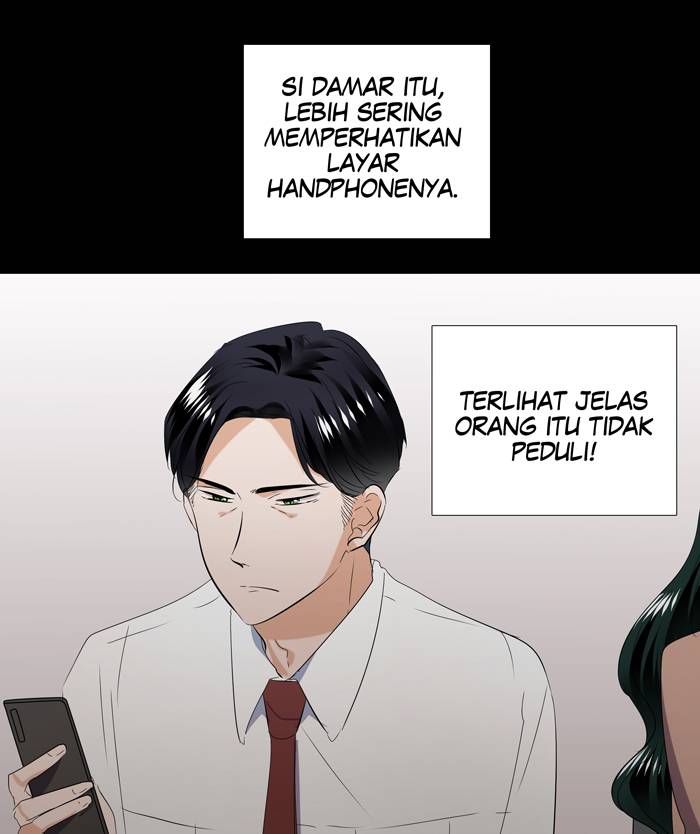 SI DAMAR ITU,
LEBIH SERING
MEMPERHATIKAN
LAYAR
HANDPHONENYA.
TERLIHAT JELAS
ORANG ITU TIDAK
PEDULI!